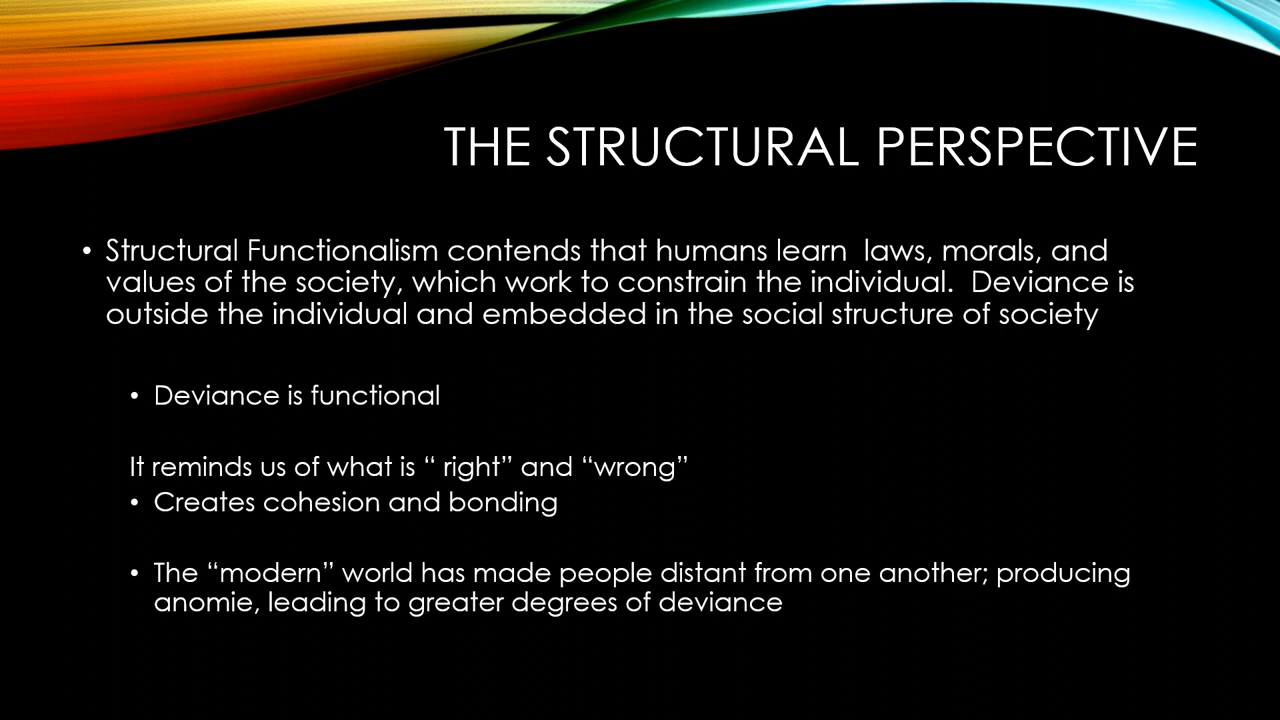 THE STRUCTURAL PERSPECTIVE
• Structural Functionalism contends that humans learn  laws, morals, and
values of the society, which work to constrain the individual.  Deviance is
outside the individual and embedded in the social structure of society
• Deviance is functional
It reminds us of what is “ right” and “wrong”
• Creates cohesion and bonding
• The “modern” world has made people distant from one another; producing
anomie, leading to greater degrees of deviance